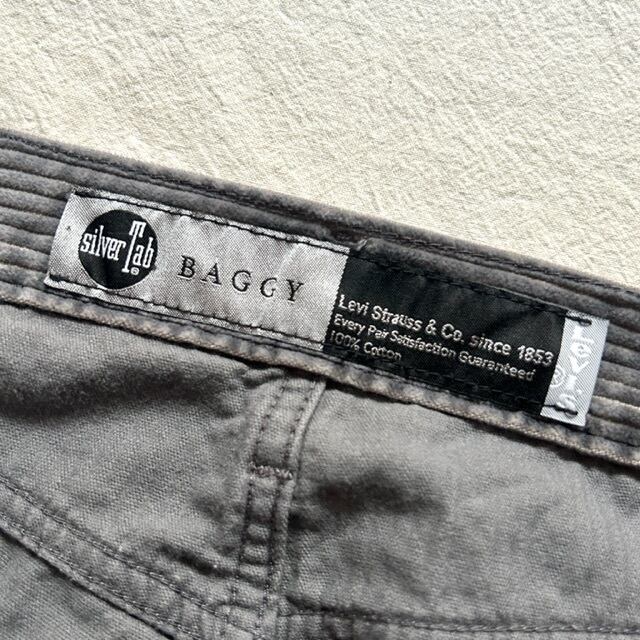 silver Tab
®
BAGGY
Levi Strauss & Co. since 1853
Every Pair Satisfaction Guaranteed
100% Cotton
LEVI'S
®